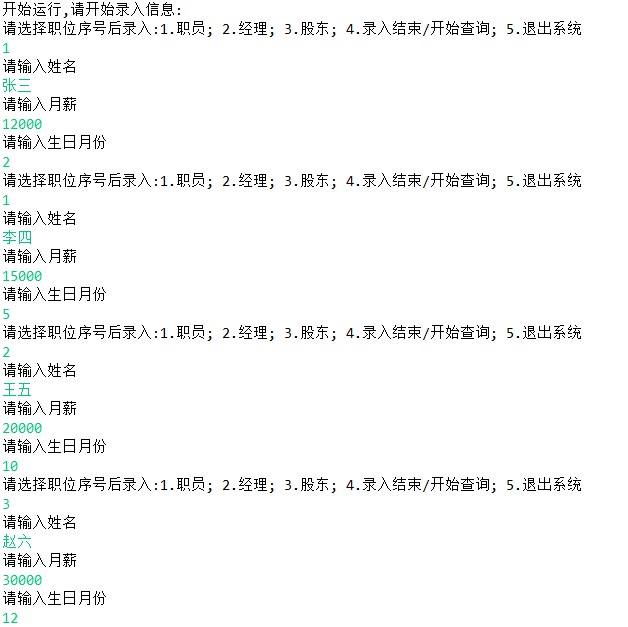 开始运行,请开始录入信息:
请选择职位序号后录入:1.职员; 2.经理; 3.股东; 4.录入结束/开始查询; 5.退出系统
1
请输入姓名
张三
请输入月薪
12000
请输入生日月份
2
请选择职位序号后录入:1.职员; 2.经理; 3.股东; 4.录入结束/开始查询; 5.退出系统
1
请输入姓名
李四
请输入月薪
15000
请输入生日月份
5
请选择职位序号后录入:1.职员; 2.经理; 3.股东; 4.录入结束/开始查询; 5.退出系统
2
请输入姓名
王五
请输入月薪
20000
请输入生日月份
10
请选择职位序号后录入:1.职员; 2.经理; 3.股东; 4.录入结束/开始查询; 5.退出系统
3
请输入姓名
赵六
请输入月薪
30000
请输入生日月份
12